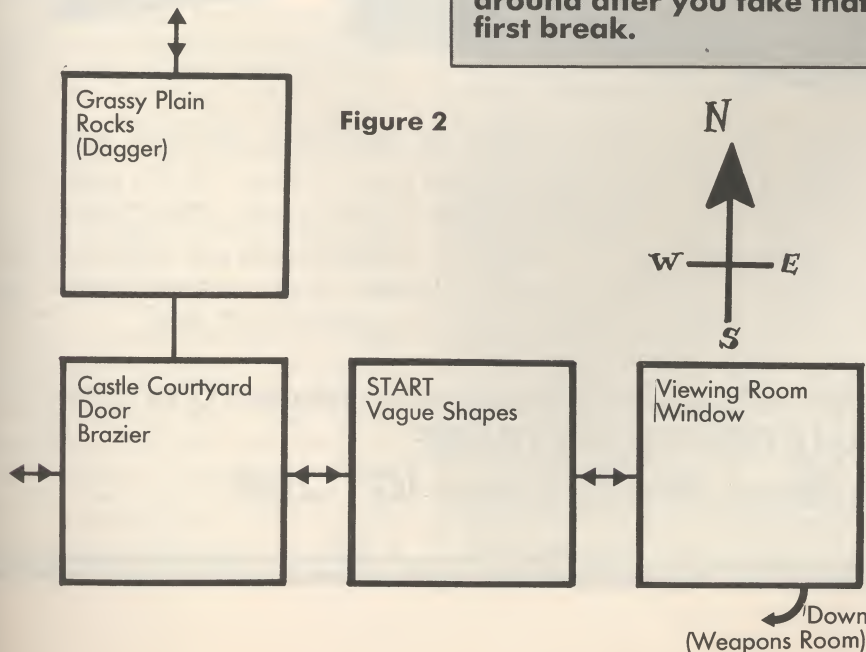 around after you take that
first break.
Grassy Plain
Rocks
(Dagger)
Figure 2
N
W
E
S
Castle Courtyard
Door
Brazier
START
Vague Shapes
Viewing Room
Window
Down
(Weapons Room)